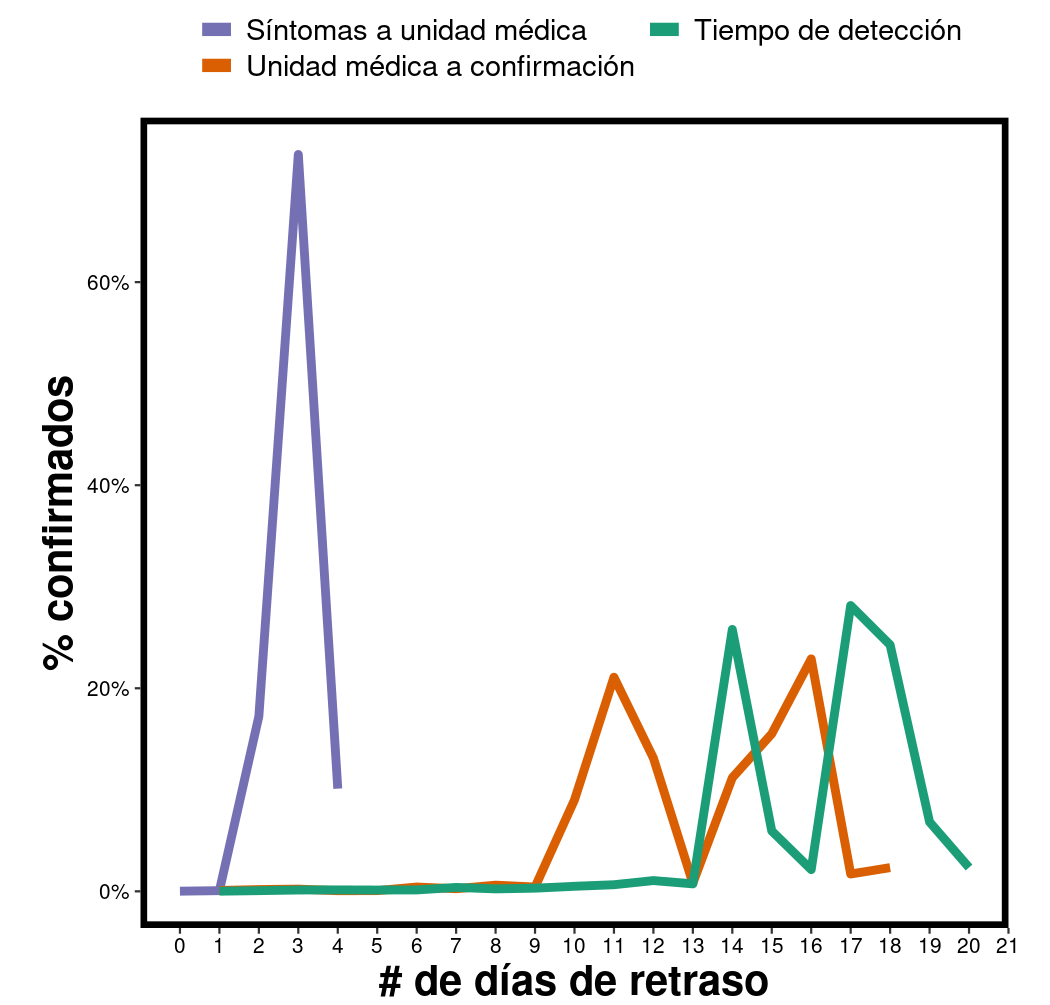 Síntomas a unidad médica
Tiempo de detección
Unidad médica a confirmación
% confirmados
60%
40%
20%
0%
0 1 2 3 4 5 6 7 8 9 10 11 12 13 14 15 16 17 18 19 20 21
# de días de retraso